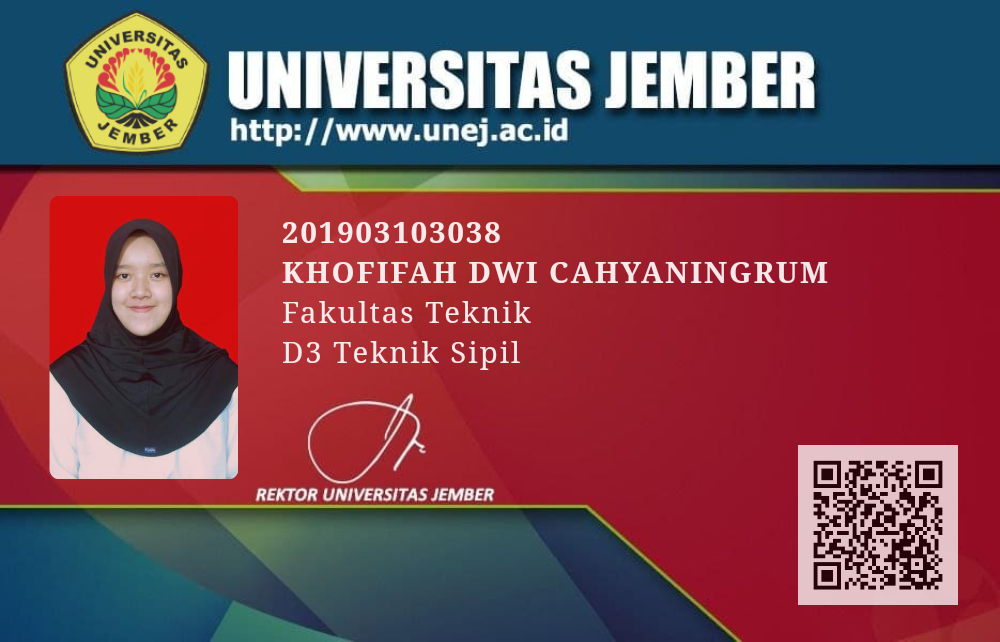 UNIVERSITAS
JEMBER
UNIVERSITAS JEMBER
http://www.unej.ac.id
201903103038
KHOFIFAH DWI CAHYANINGRUM
Fakultas Teknik
D3 Teknik Sipil
REKTOR UNIVERSITAS JEMBER